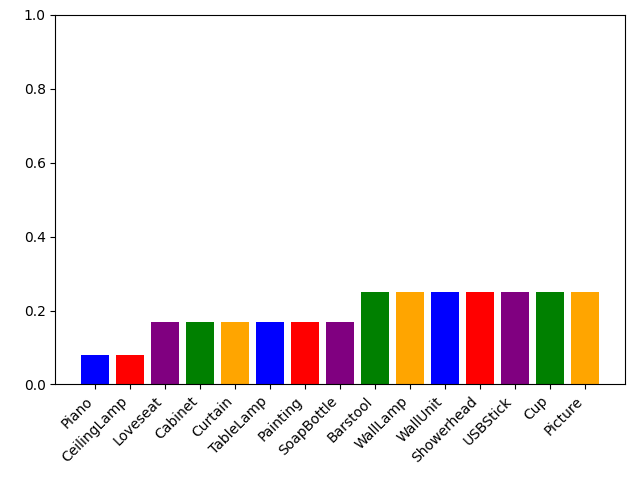 1.0
0.8
0.6
0.4
0.2
0.0
Piano
CeilingLamp
Loveseat
Cabinet
Curtain
TableLamp
Painting
SoapBottle
Barstool
WallLamp
WallUnit
Showerhead
USBStick
Cup
Picture